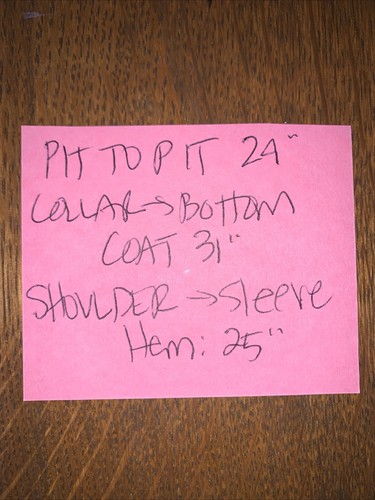 PIT TO PIT 24"
COLLAR→BOttOM
COAT 31"
SHOULDER →Sleeve
Hem: 25"